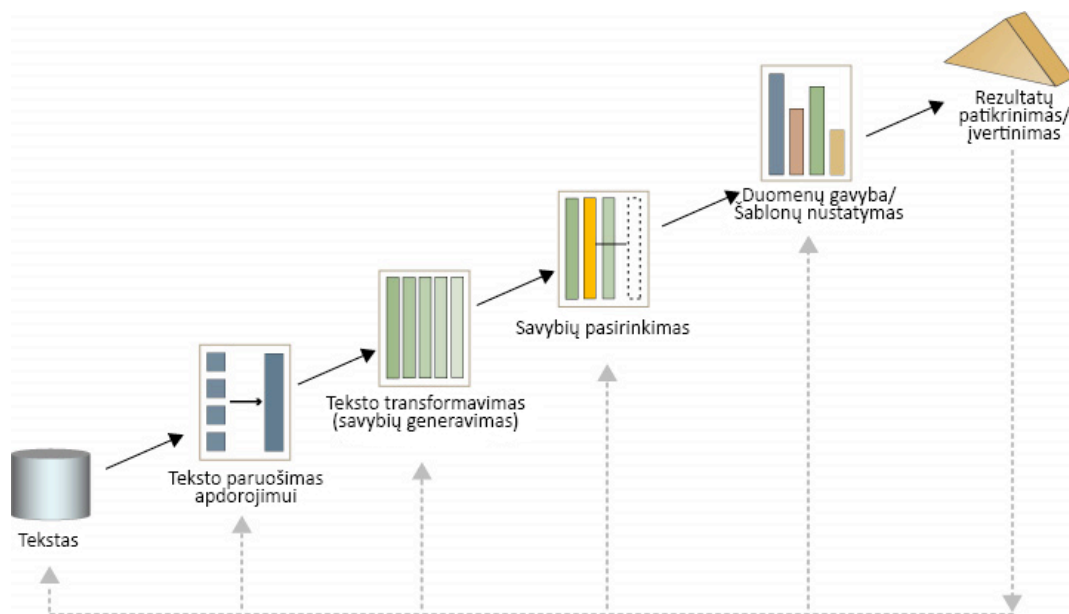 Tekstas
Teksto paruošimas
apdorojimui
Teksto transformavimas
(savybių generavimas)
Savybių pasirinkimas
Duomenų gavyba/
Šablonų nustatymas
Rezultatų
patikrinimas/
įvertinimas